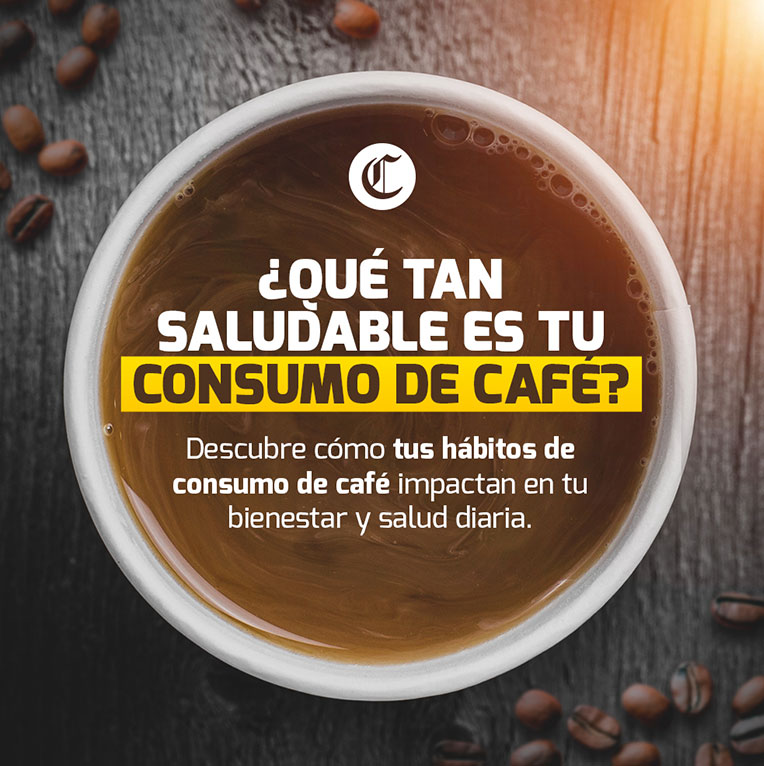 C
¿QUÉ TAN
SALUDABLE ES TU
CONSUMO DE CAFÉ?
Descubre cómo tus hábitos de
consumo de café impactan en tu
bienestar y salud diaria.